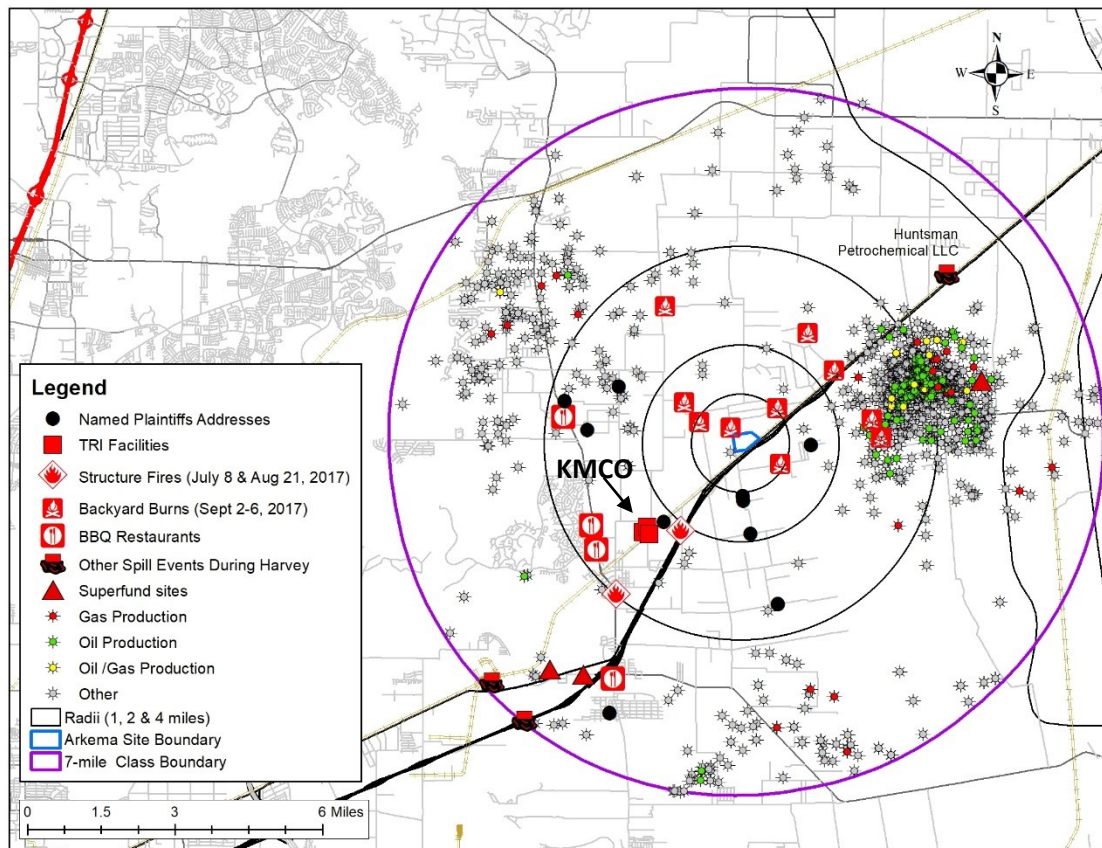 N
W E
S
Huntsman
Petrochemical LLC
KMCO
Legend
Named Plaintiffs Addresses
TRI Facilities
Structure Fires (July 8 & Aug 21, 2017)
Backyard Burns (Sept 2-6, 2017)
BBQ Restaurants
Other Spill Events During Harvey
Superfund sites
Gas Production
Oil Production
Oil /Gas Production
Other
Radii (1, 2 & 4 miles)
Arkema Site Boundary
7-mile Class Boundary
0 1.5 3 6 Miles